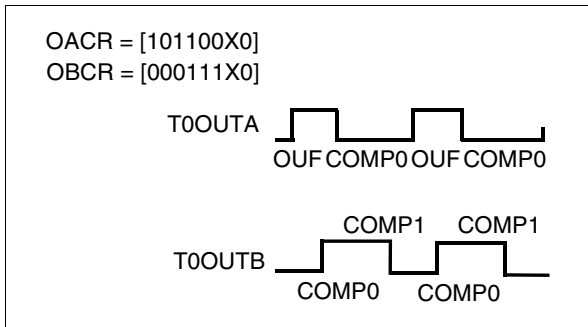 OACR = [101100X0]
OBCR = [000111X0]
T0OUTA
OUF COMP0 OUF COMP0
COMP1 COMP1
T0OUTB
COMP0 COMP0